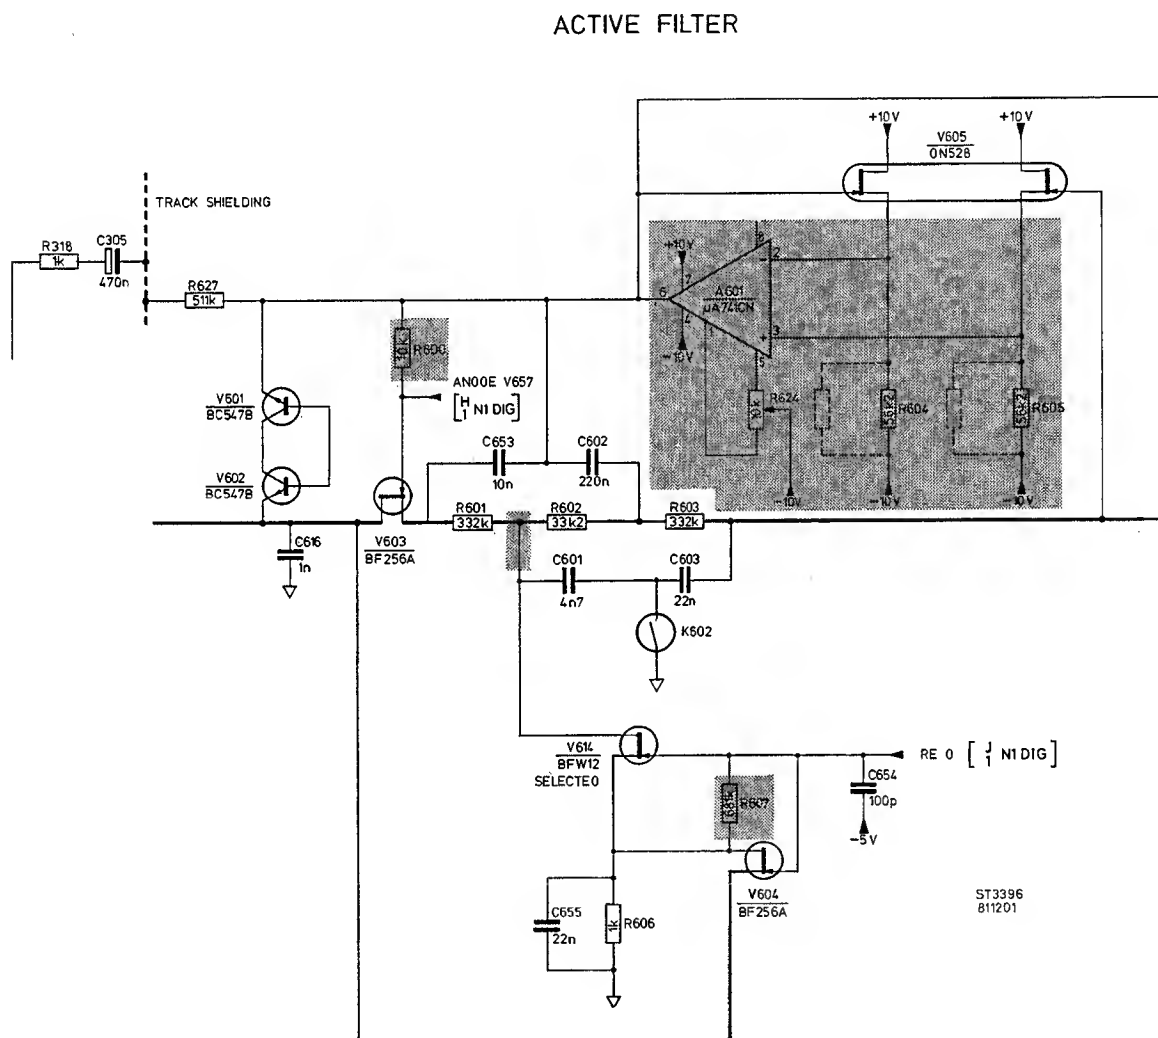 ACTIVE FILTER
+10V
+10V
V605
ON528
TRACK SHIELDING
R318
1k
C305
470n
R627
511k
8
+10V
7
2
6
A601
µA741CN
4
1
3
-10V
5
R600
10k
ANODE V657
[H 1 N1 DIG]
R624
10k
R604
56k2
R605
56k2
-10V
-10V
-10V
V601
BC547B
V602
BC547B
C653
10n
C602
220n
R601
332k
R602
33k2
R603
332k
C616
1n
V603
BF256A
C601
4n7
C603
22n
K602
V614
BFW12
SELECTED
RE 0 [J 1 N1 DIG]
C654
100p
-5V
R607
V604
BF256A
C655
22n
R606
1k
ST3396
811201